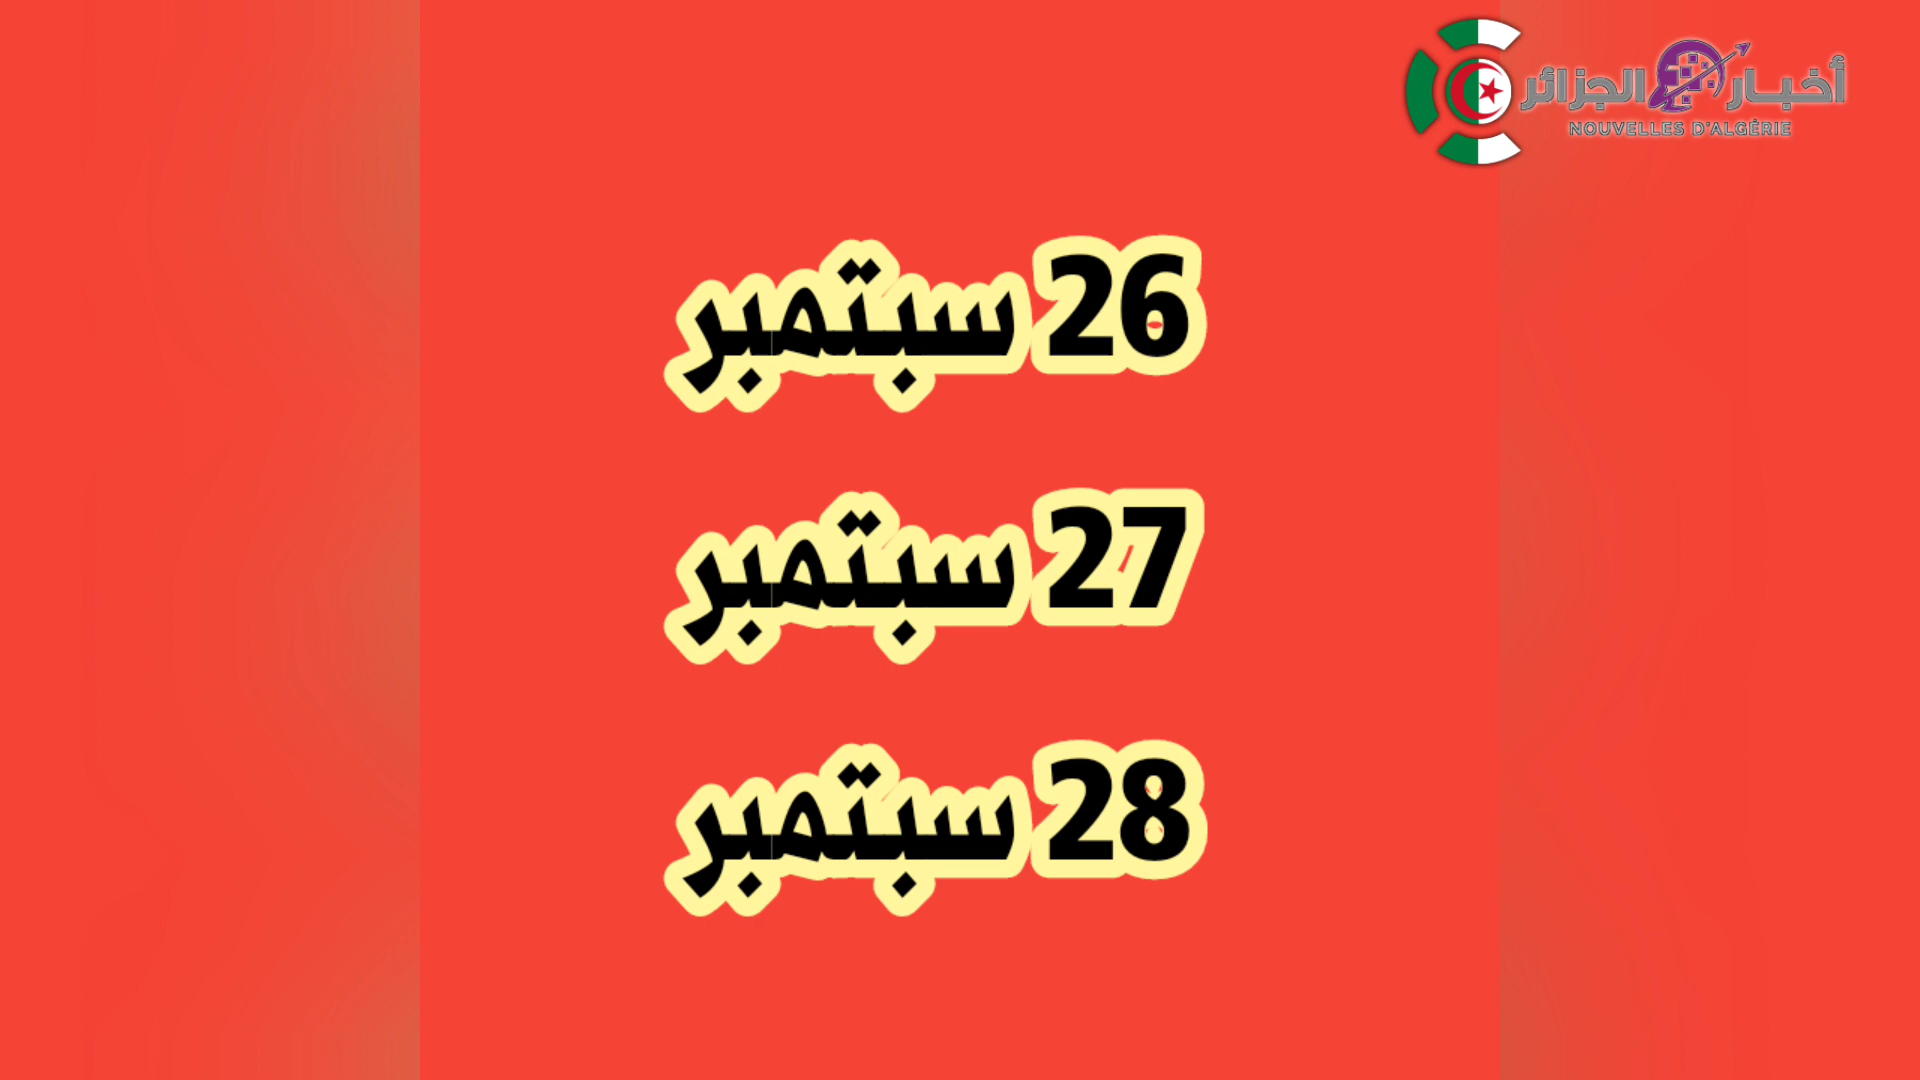 أخبار الجزائر
NOUVELLES D'ALGÉRIE
26 سبتمبر
27 سبتمبر
28 سبتمبر